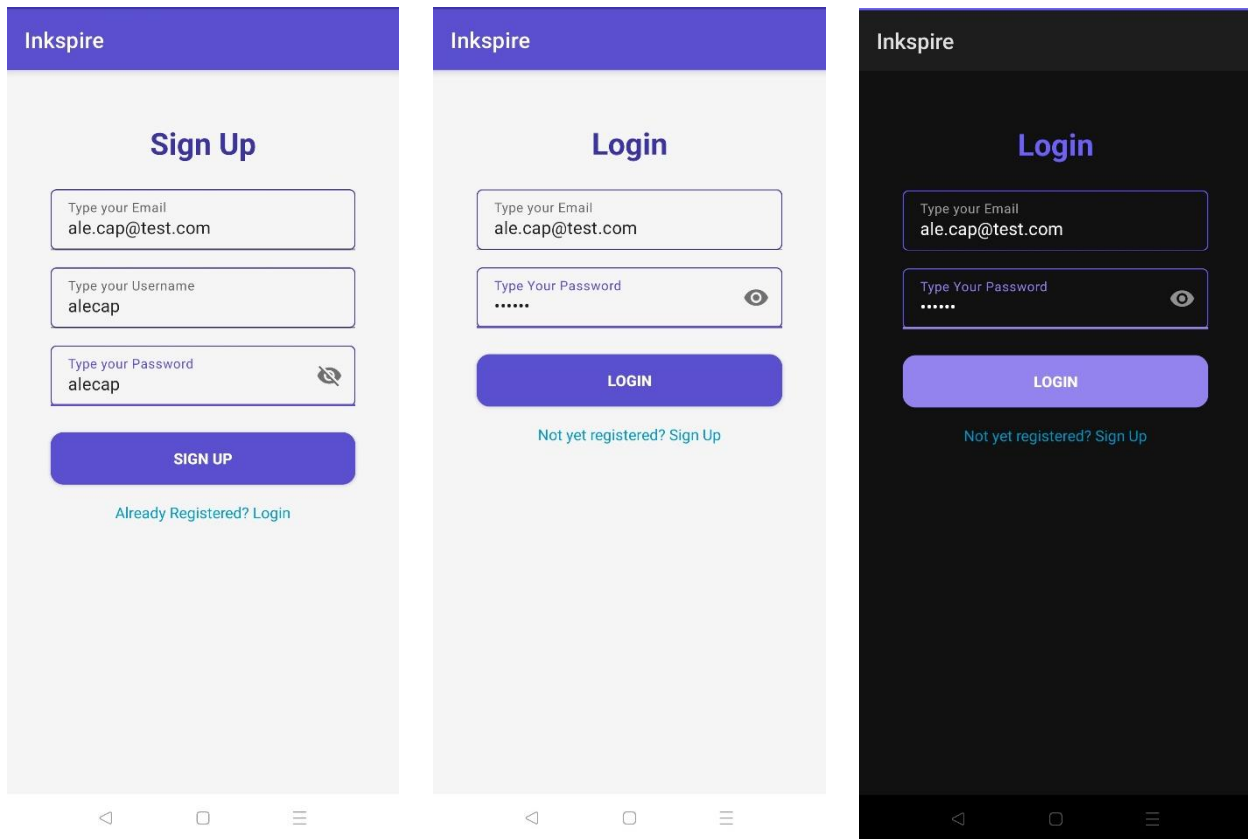 Inkspire
Sign Up
Type your Email
ale.cap@test.com
Type your Username
alecap
Type your Password
alecap
SIGN UP
Already Registered? Login
Inkspire
Login
Type your Email
ale.cap@test.com
Type Your Password
••••••
LOGIN
Not yet registered? Sign Up
Inkspire
Login
Type your Email
ale.cap@test.com
Type Your Password
••••••
LOGIN
Not yet registered? Sign Up